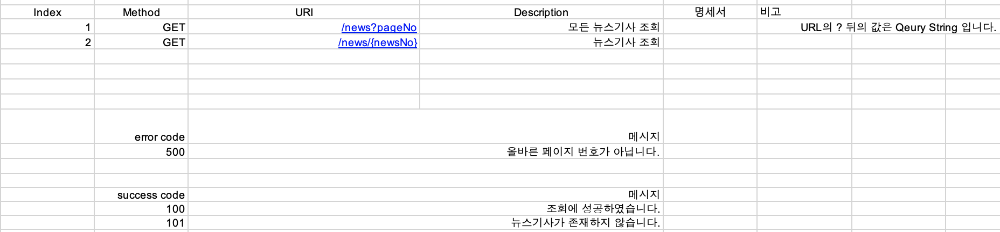 Index Method URI Description 명세서 비고
1 GET /news?pageNo 모든 뉴스기사 조회 URL의 ? 뒤의 값은 Qeury String 입니다.
2 GET /news/{newsNo} 뉴스기사 조회
error code 메시지
500 올바른 페이지 번호가 아닙니다.
success code 메시지
100 조회에 성공하였습니다.
101 뉴스기사가 존재하지 않습니다.